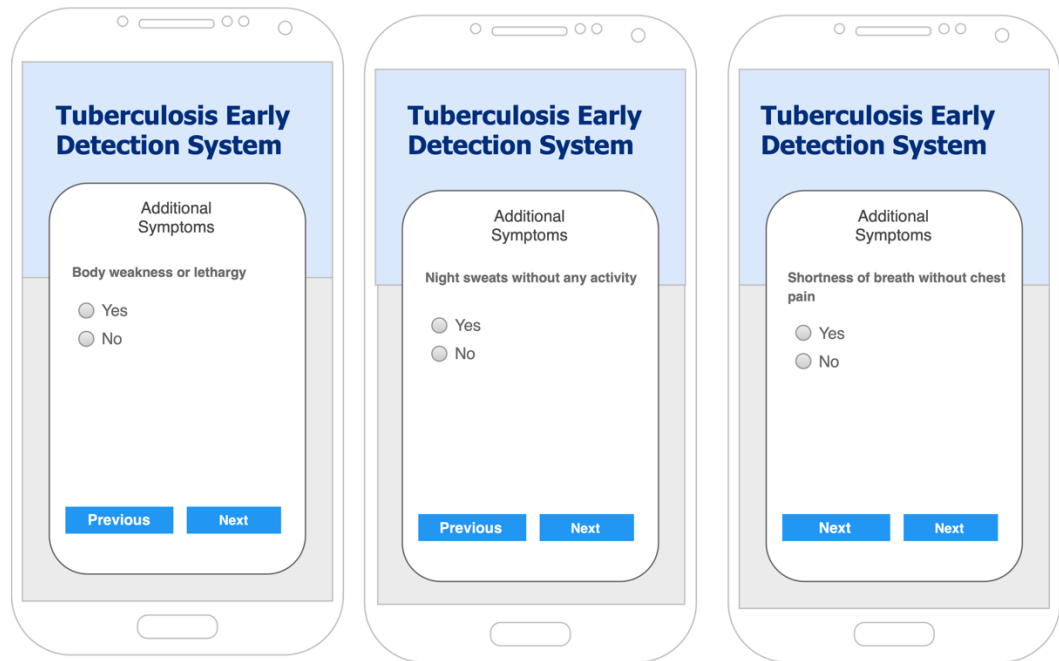 Tuberculosis Early
Detection System
Additional
Symptoms
Body weakness or lethargy
Yes
No
Previous
Next
Tuberculosis Early
Detection System
Additional
Symptoms
Night sweats without any activity
Yes
No
Previous
Next
Tuberculosis Early
Detection System
Additional
Symptoms
Shortness of breath without chest
pain
Yes
No
Next
Next